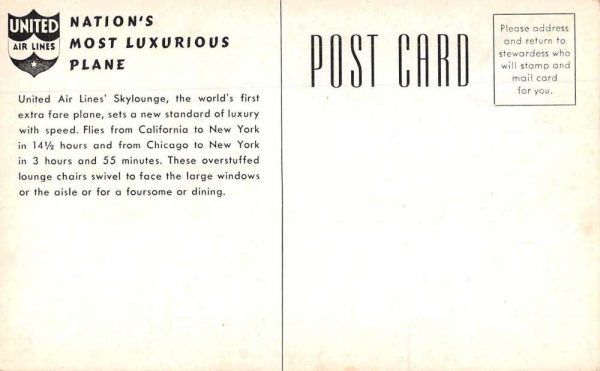 UNITED
AIR LINES
NATION'S
MOST LUXURIOUS
PLANE
United Air Lines' Skylounge, the world's first
extra fare plane, sets a new standard of luxury
with speed. Flies from California to New York
in 14½ hours and from Chicago to New York
in 3 hours and 55 minutes. These overstuffed
lounge chairs swivel to face the large windows
or the aisle or for a foursome or dining.
POST CARD
Please address
and return to
stewardess who
will stamp and
mail card
for you.